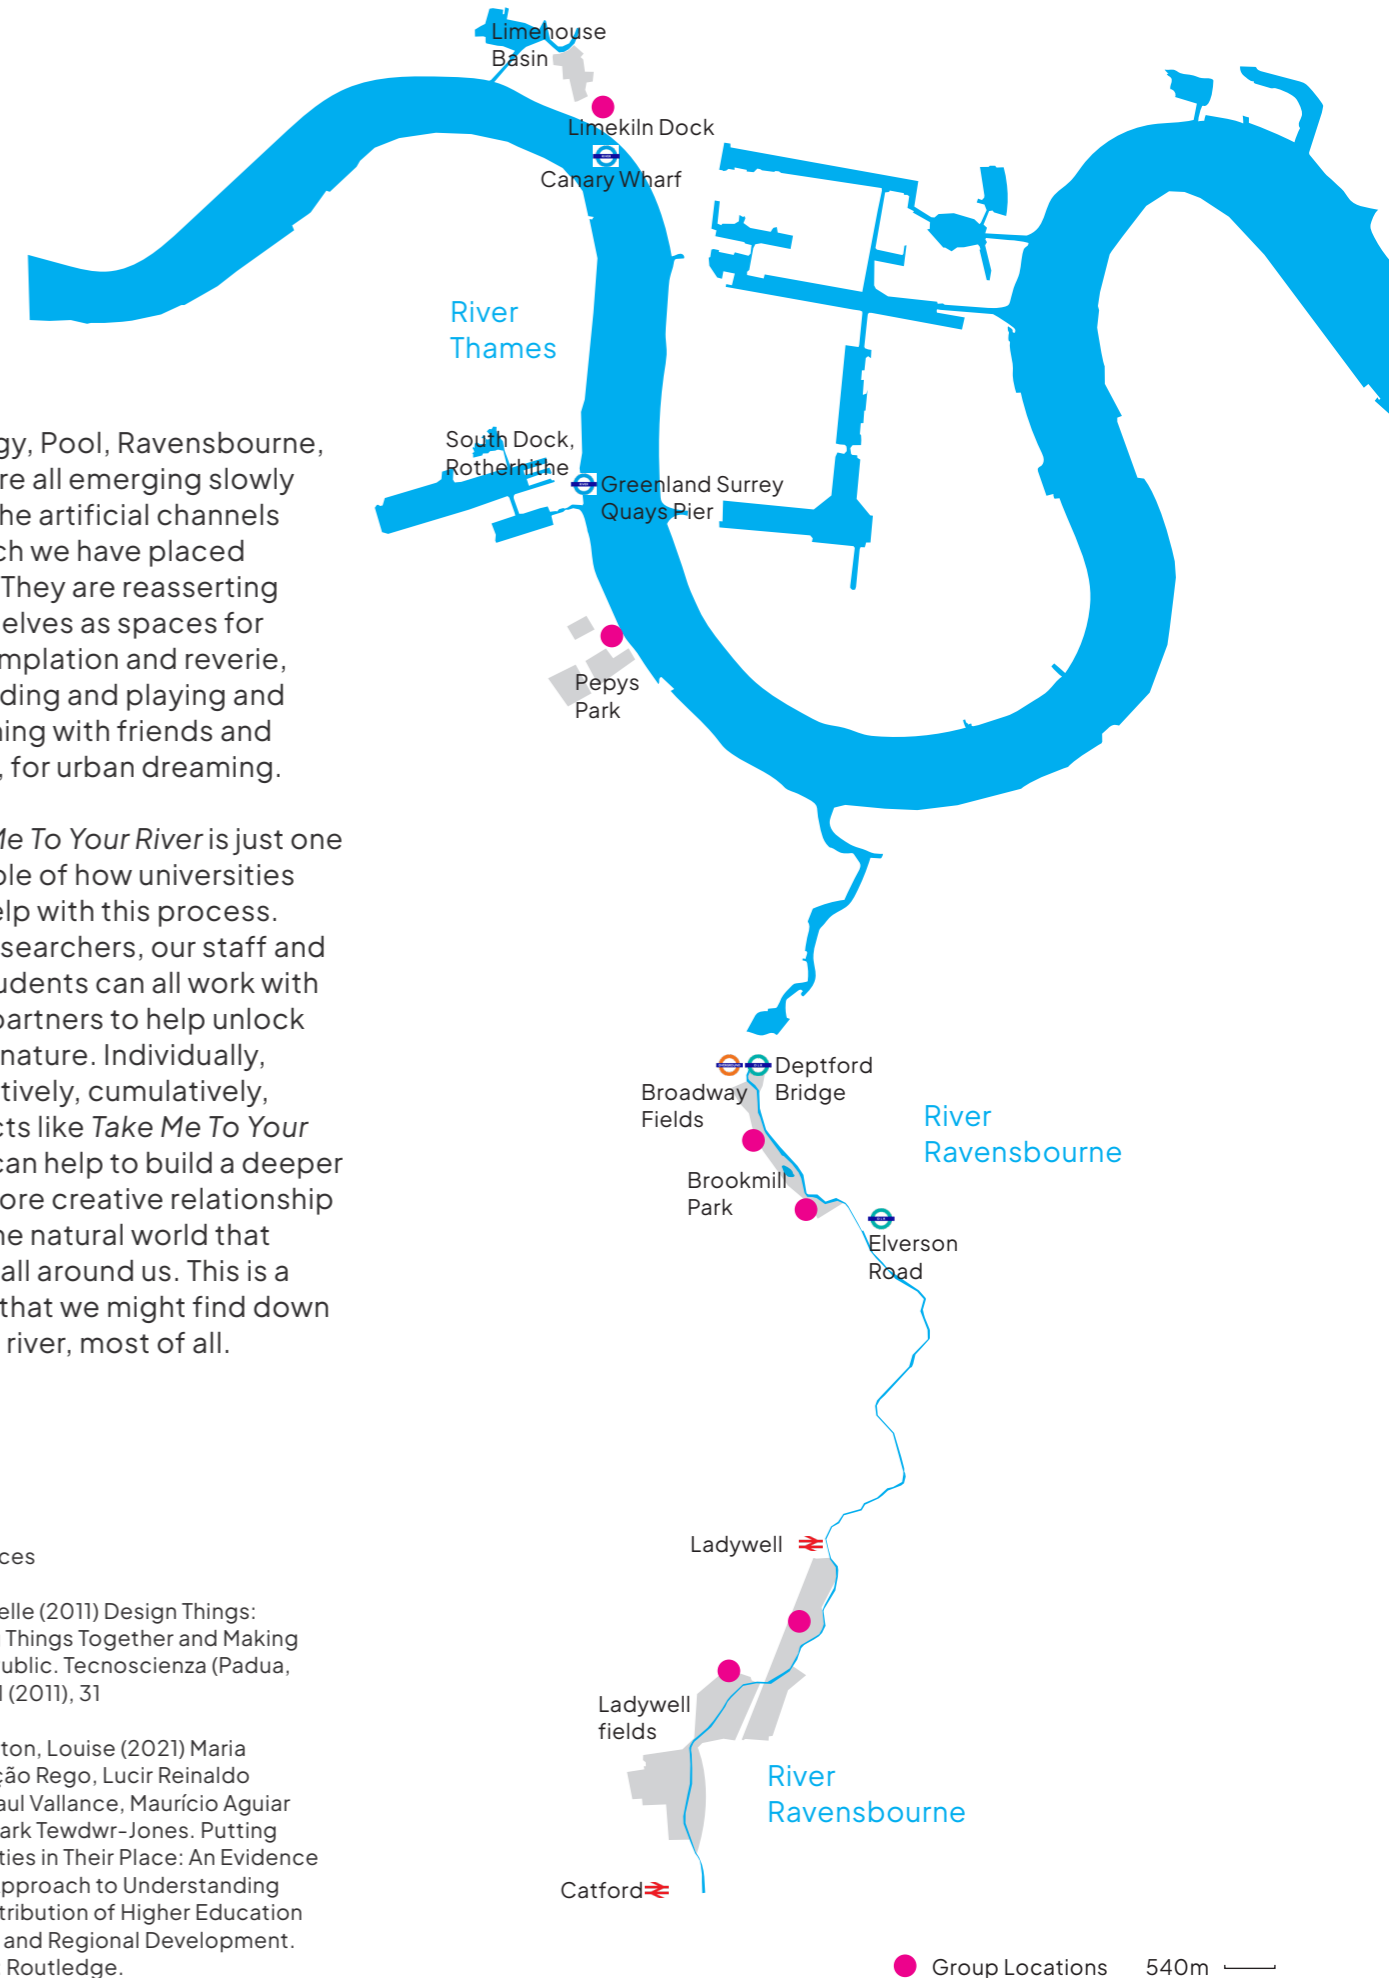 gy, Pool, Ravensbourne,
re all emerging slowly
he artificial channels
ch we have placed
They are reasserting
elves as spaces for
mplation and reverie,
ding and playing and
ning with friends and
, for urban dreaming.
Me To Your River is just one
ple of how universities
elp with this process.
searchers, our staff and
tudents can all work with
partners to help unlock
nature. Individually,
tively, cumulatively,
cts like Take Me To Your
can help to build a deeper
ore creative relationship
he natural world that
all around us. This is a
that we might find down
river, most of all.
ces
elle (2011) Design Things:
Things Together and Making
ublic. Tecnoscienza (Padua,
(2011), 31
ton, Louise (2021) Maria
ção Rego, Lucir Reinaldo
aul Vallance, Maurício Aguiar
ark Tewdwr-Jones. Putting
ties in Their Place: An Evidence
pproach to Understanding
tribution of Higher Education
and Regional Development.
: Routledge.
Limehouse
Basin
Limekiln Dock
Canary Wharf
River
Thames
South Dock,
Rotherhithe
Greenland Surrey
Quays Pier
Pepys
Park
Deptford
Bridge
Broadway
Fields
River
Ravensbourne
Brookmill
Park
Elverson
Road
Ladywell
Ladywell
fields
River
Ravensbourne
Catford
Group Locations
540m